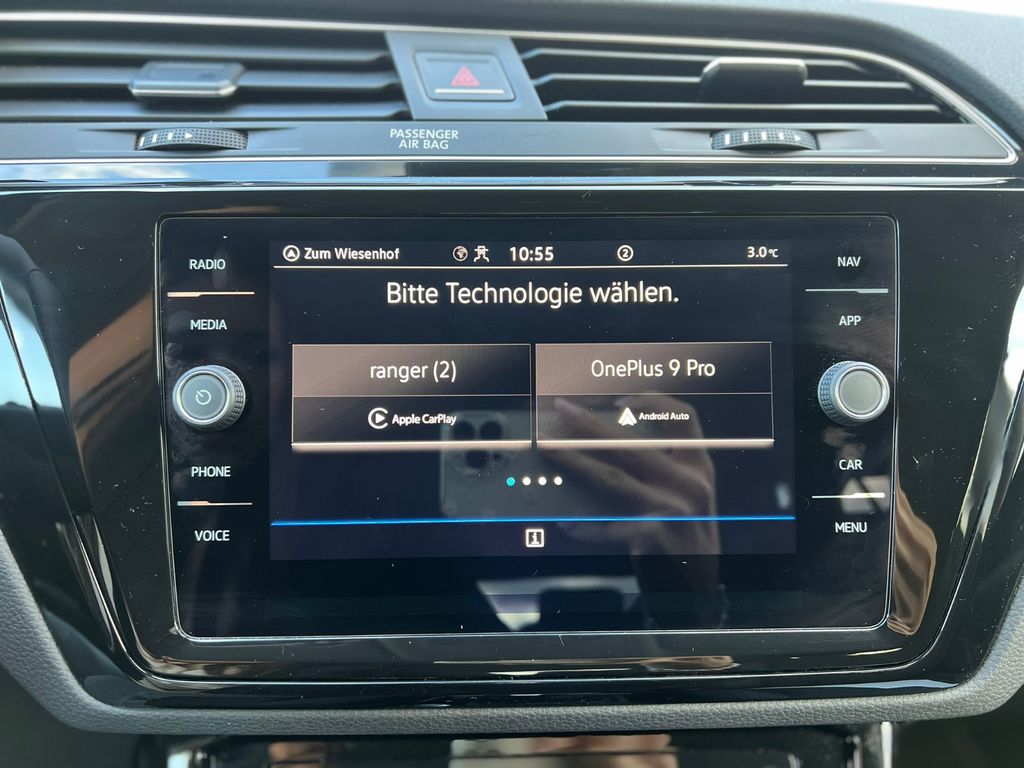 PASSENGER
AIR BAG
RADIO
MEDIA
PHONE
VOICE
Zum Wiesenhof
10:55
2
3.0°C
Bitte Technologie wählen.
ranger (2)
Apple CarPlay
OnePlus 9 Pro
Android Auto
i
NAV
APP
CAR
MENU